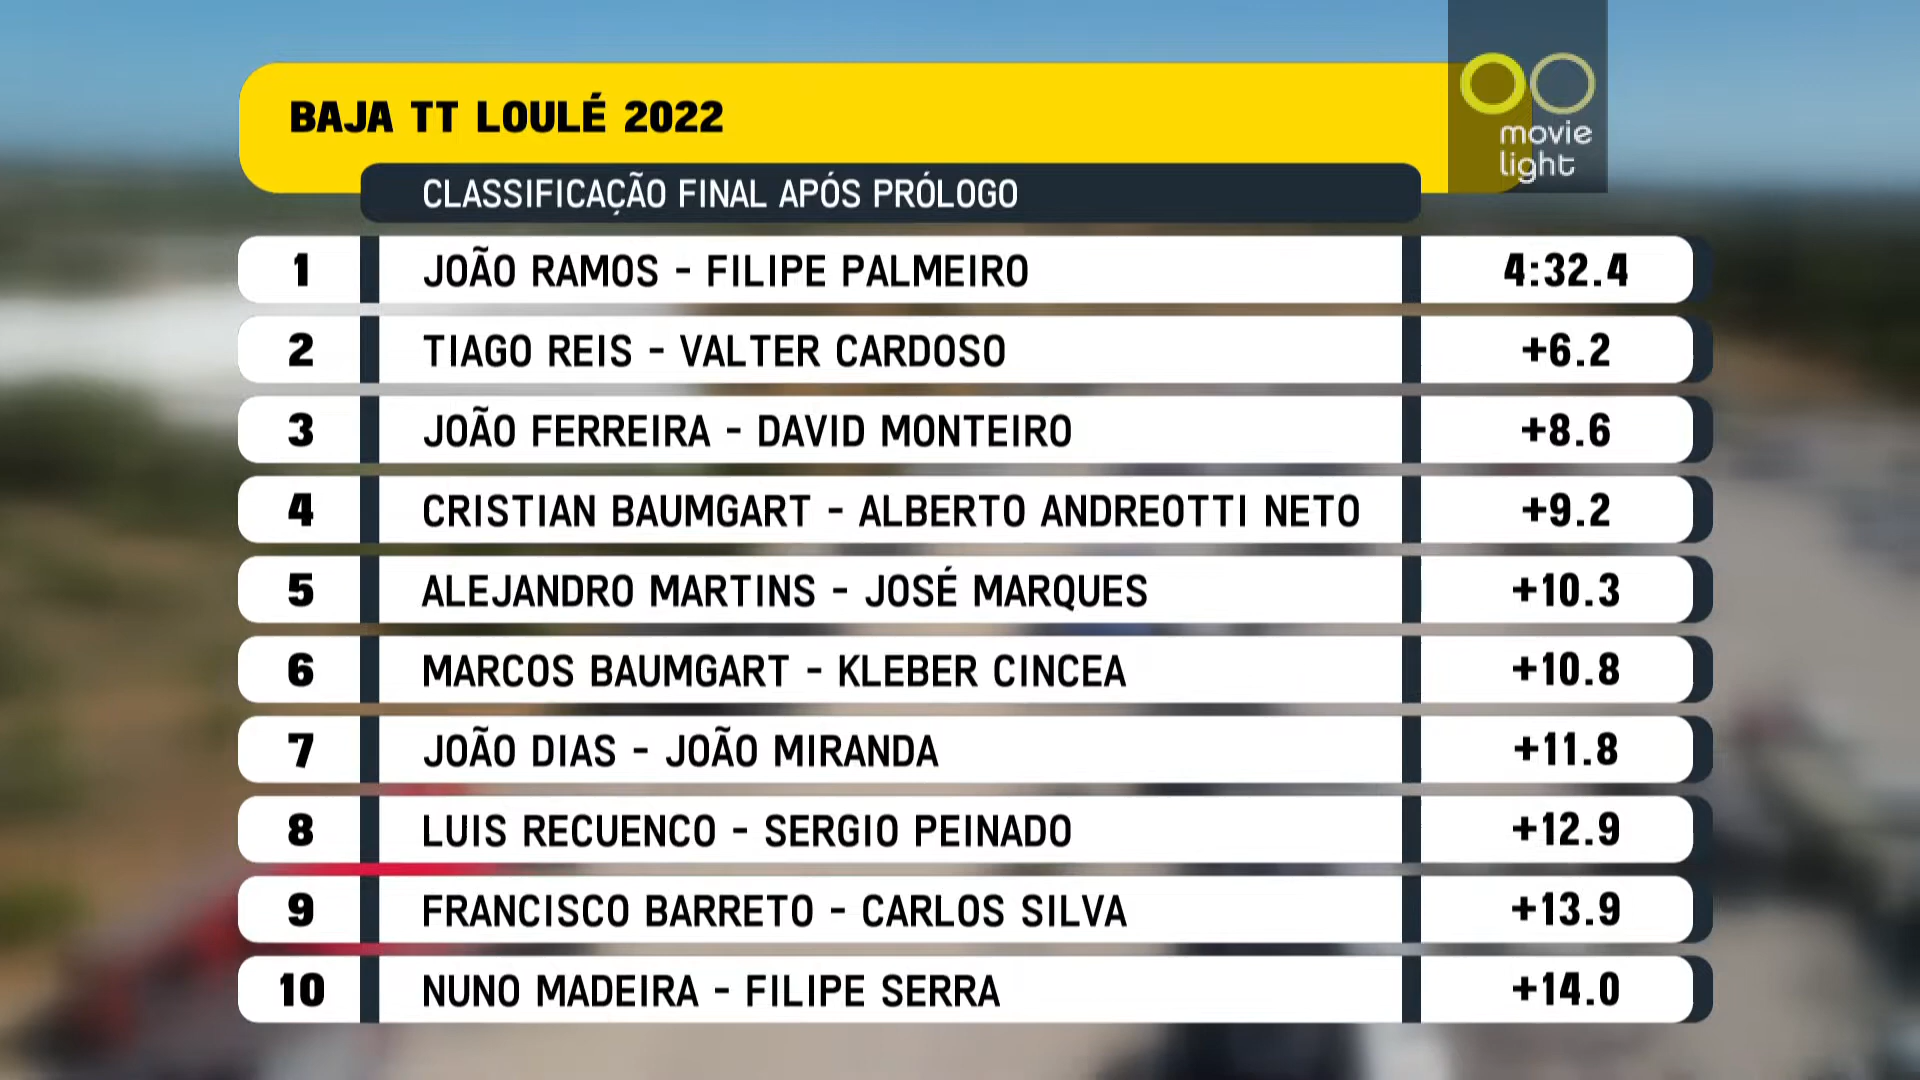 BAJA TT LOULÉ 2022
movie
light
CLASSIFICAÇÃO FINAL APÓS PRÓLOGO
1 JOÃO RAMOS - FILIPE PALMEIRO 4:32.4
2 TIAGO REIS - VALTER CARDOSO +6.2
3 JOÃO FERREIRA - DAVID MONTEIRO +8.6
4 CRISTIAN BAUMGART - ALBERTO ANDREOTTI NETO +9.2
5 ALEJANDRO MARTINS - JOSÉ MARQUES +10.3
6 MARCOS BAUMGART - KLEBER CINCEA +10.8
7 JOÃO DIAS - JOÃO MIRANDA +11.8
8 LUIS RECUENCO - SERGIO PEINADO +12.9
9 FRANCISCO BARRETO - CARLOS SILVA +13.9
10 NUNO MADEIRA - FILIPE SERRA +14.0